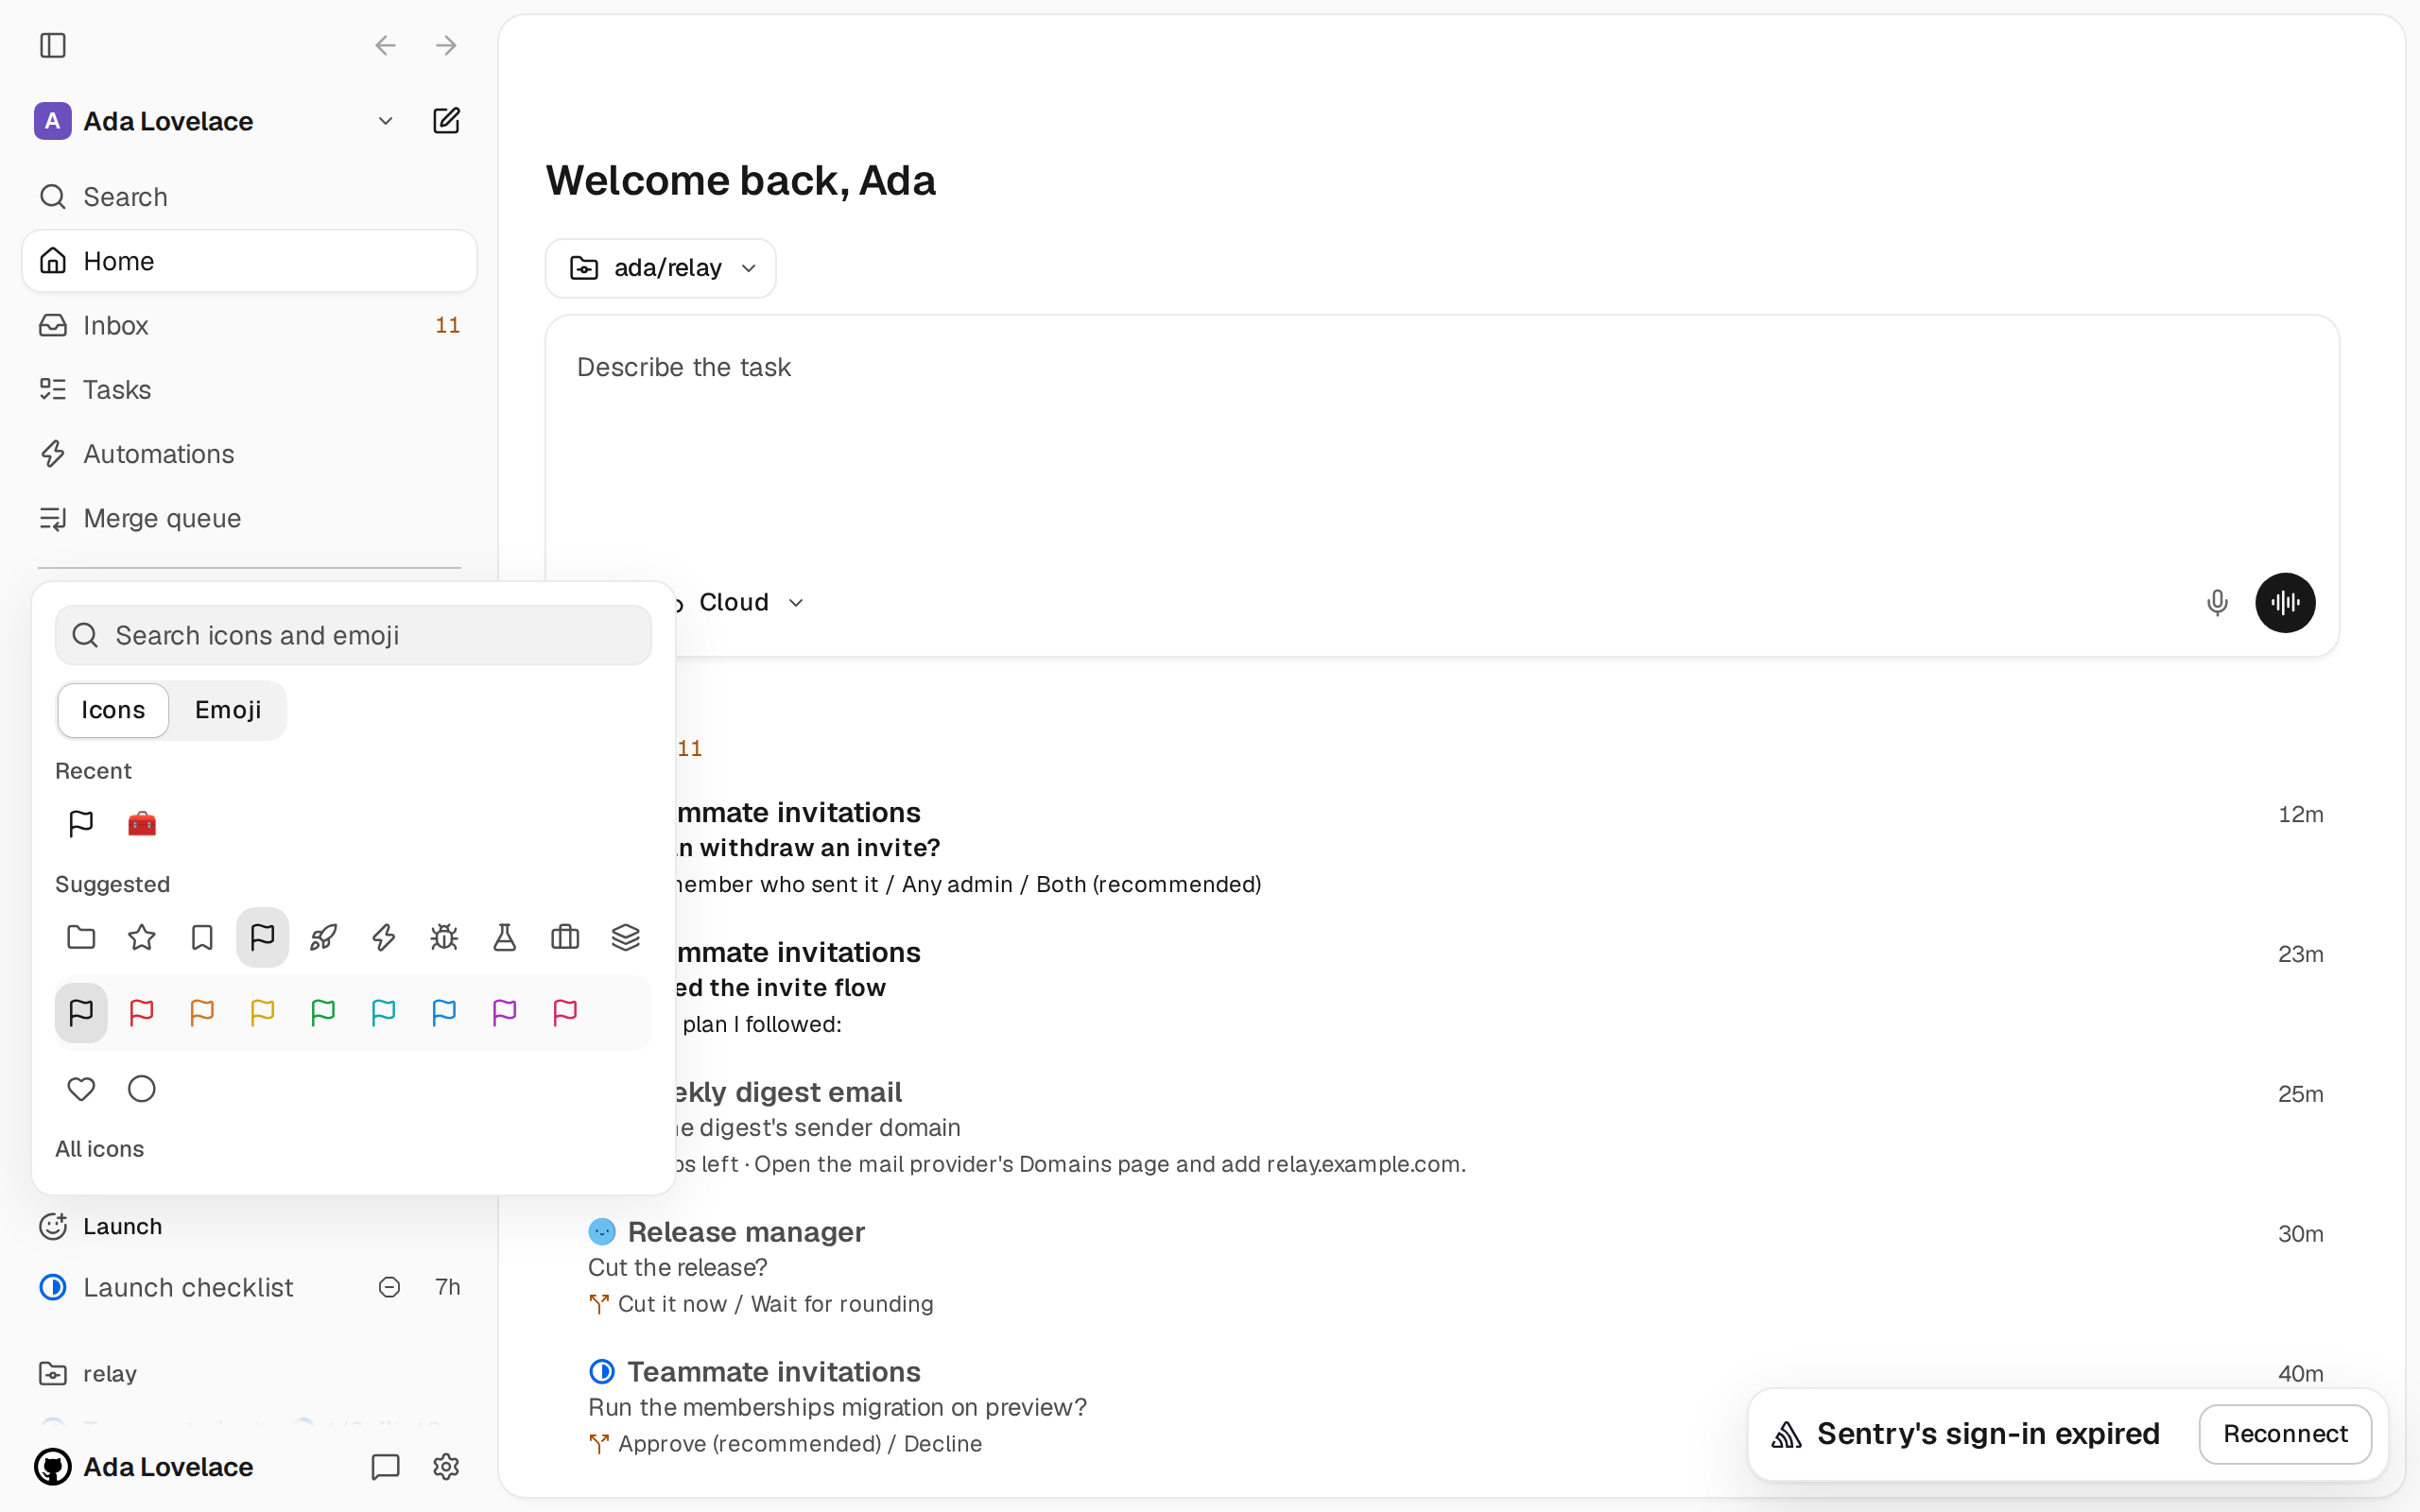 A Ada Lovelace
Search
Home
Inbox 11
Tasks
Automations
Merge queue
Search icons and emoji
Icons Emoji
Recent
Suggested
All icons
Launch
Launch checklist 7h
relay
Ada Lovelace
Welcome back, Ada
ada/relay
Describe the task
Cloud
11
mmate invitations 12m
withdraw an invite?
member who sent it / Any admin / Both (recommended)
mmate invitations 23m
ed the invite flow
plan I followed:
ekly digest email 25m
digest's sender domain
left · Open the mail provider's Domains page and add relay.example.com.
Release manager 30m
Cut the release?
Cut it now / Wait for rounding
Teammate invitations 40m
Run the memberships migration on preview?
Approve (recommended) / Decline
Sentry's sign-in expired Reconnect